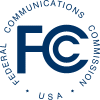 FEDERAL COMMUNICATIONS COMMISSION
FCC
• USA •